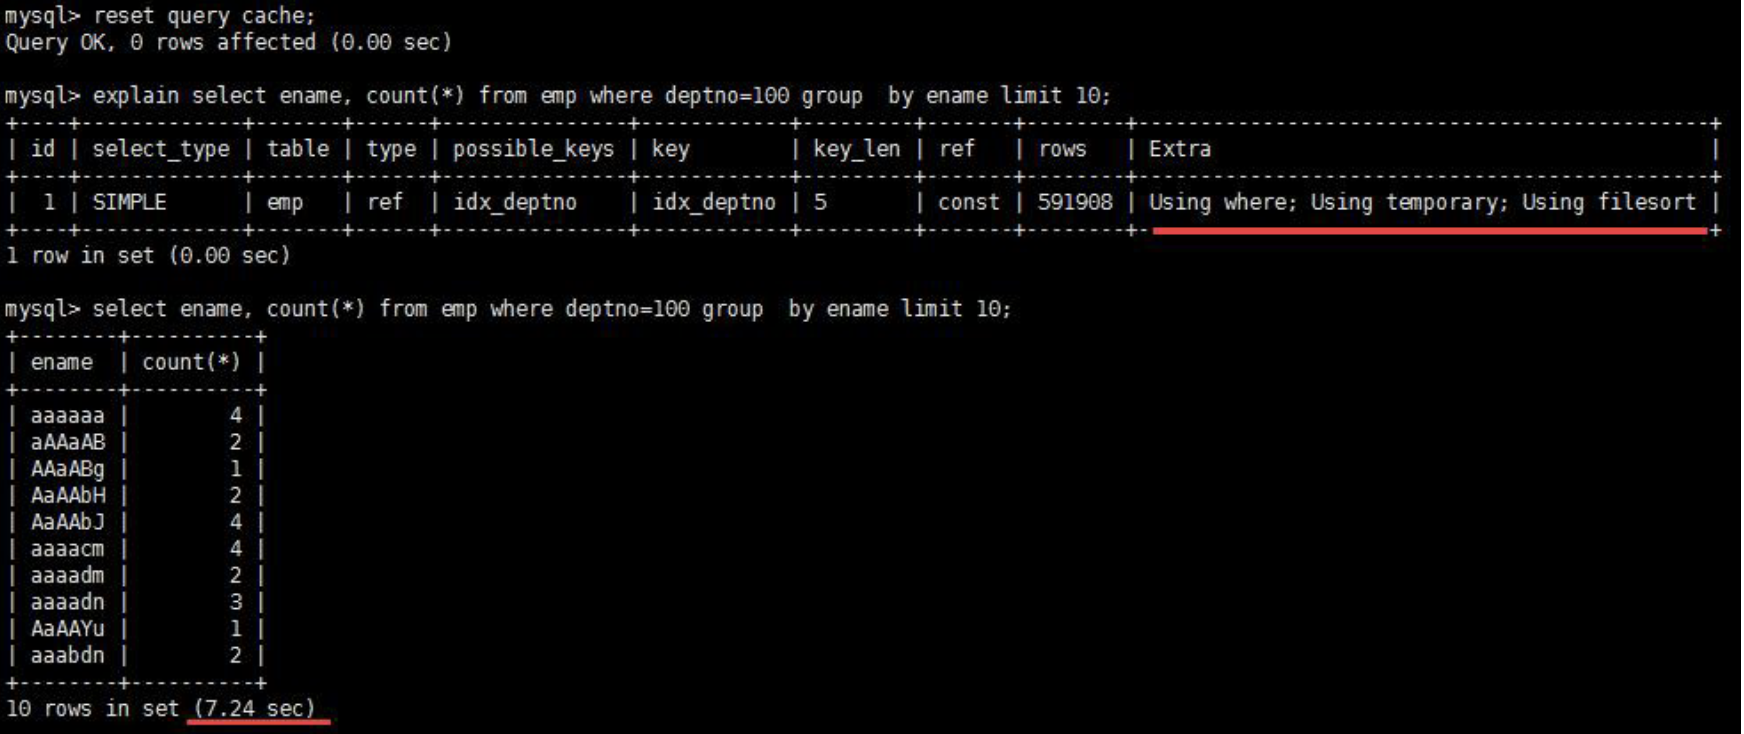 mysql> reset query cache;
Query OK, 0 rows affected (0.00 sec)
mysql> explain select ename, count(*) from emp where deptno=100 group  by ename limit 10;
+----+-------------+-------+------+---------------+------------+---------+-------+--------+----------------------------------------------+
| id | select_type | table | type | possible_keys | key        | key_len | ref   | rows   | Extra                                        |
+----+-------------+-------+------+---------------+------------+---------+-------+--------+----------------------------------------------+
|  1 | SIMPLE      | emp   | ref  | idx_deptno    | idx_deptno | 5       | const | 591908 | Using where; Using temporary; Using filesort |
+----+-------------+-------+------+---------------+------------+---------+-------+--------+----------------------------------------------+
1 row in set (0.00 sec)
mysql> select ename, count(*) from emp where deptno=100 group  by ename limit 10;
+--------+----------+
| ename  | count(*) |
+--------+----------+
| aaaaaa |        4 |
| aAAaAB |        2 |
| AAaABg |        1 |
| AaAAbH |        2 |
| AaAAbJ |        4 |
| aaaacm |        4 |
| aaaadm |        2 |
| aaaadn |        3 |
| AaAAYu |        1 |
| aaabdn |        2 |
+--------+----------+
10 rows in set (7.24 sec)